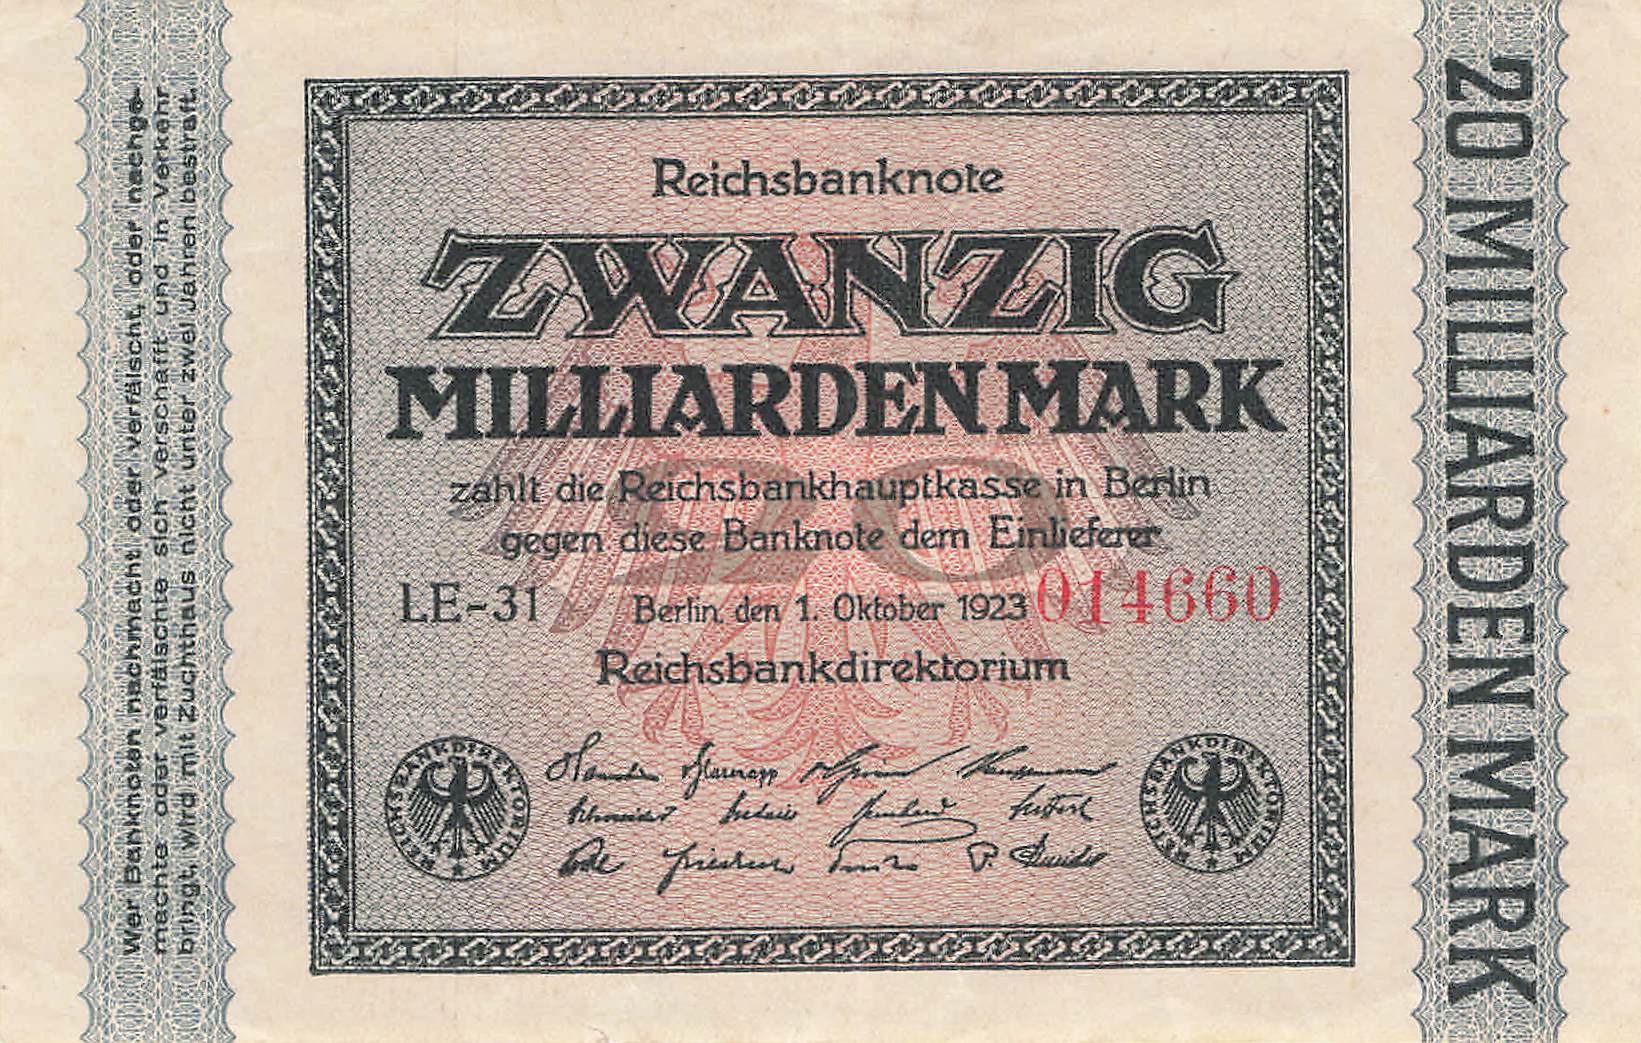 Wer Banknoten nachmacht oder verfälscht, oder nachge-
machte oder verfälschte sich verschafft und in Verkehr
bringt, wird mit Zuchthaus nicht unter zwei Jahren bestraft.
Reichsbanknote
ZWANZIG
MILLIARDEN MARK
20
zahlt die Reichsbankhauptkasse in Berlin
gegen diese Banknote dem Einlieferer
LE-31 Berlin, den 1. Oktober 1923 014660
Reichsbankdirektorium
REICHSBANKDIREKTORIUM
REICHSBANKDIREKTORIUM
20 MILLIARDEN MARK